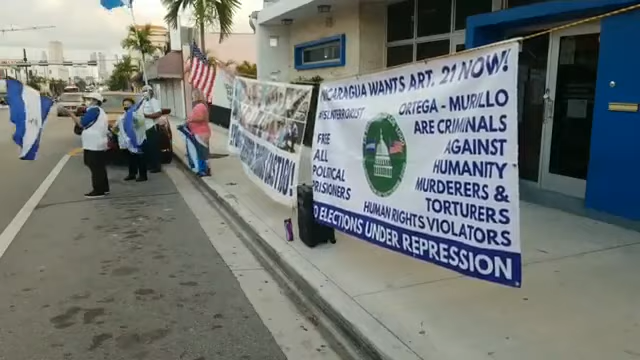 NICARAGUA WANTS ART. 21 NOW!
ORTEGA - MURILLO
ARE CRIMINALS
AGAINST
HUMANITY
MURDERERS &
TORTURERS
HUMAN RIGHTS VIOLATORS
FREE
ALL
POLITICAL
PRISONERS
ELECTIONS UNDER REPRESSION